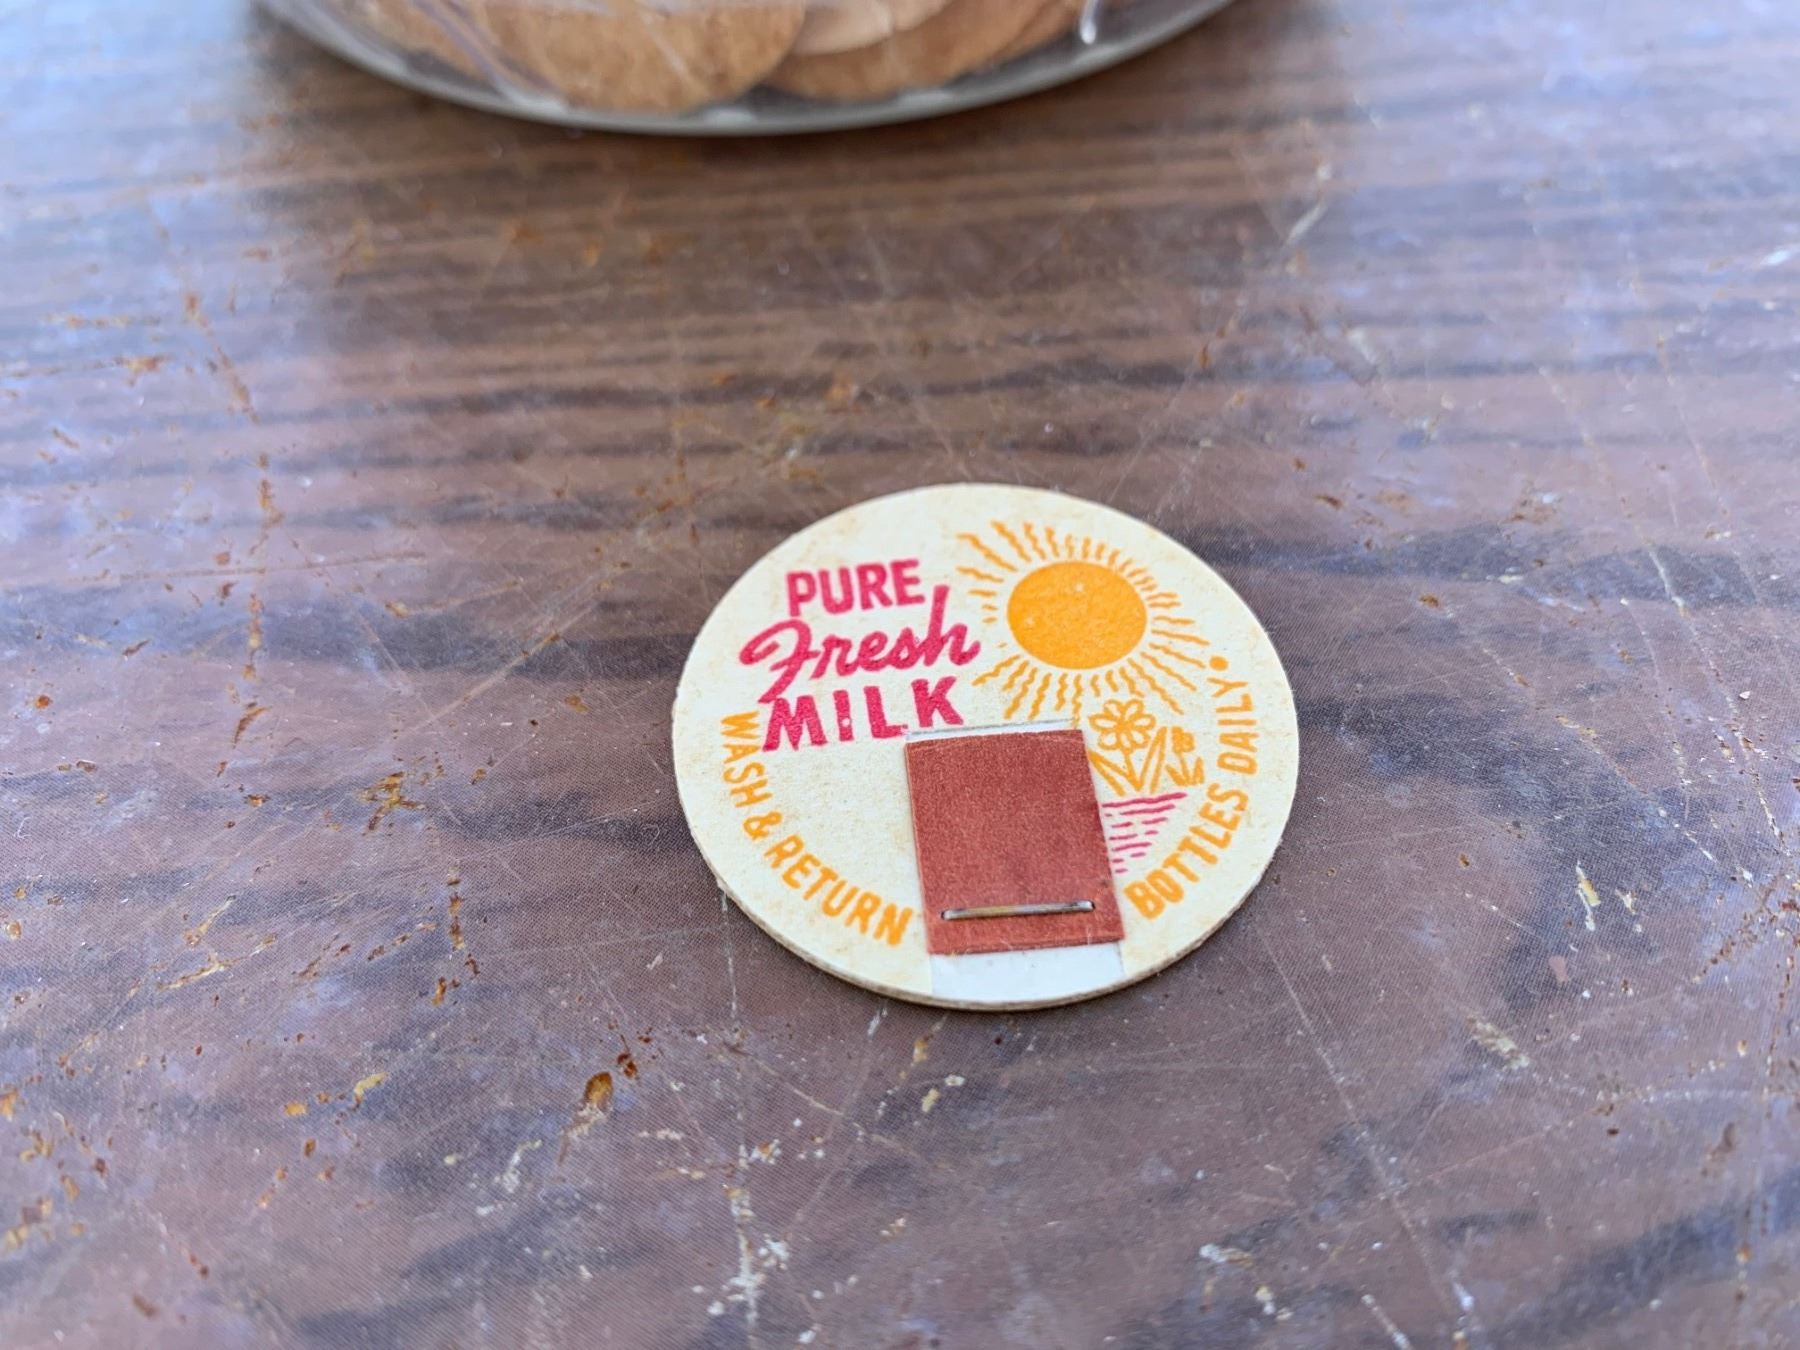 PURE
Fresh
MILK
WASH & RETURN BOTTLES DAILY